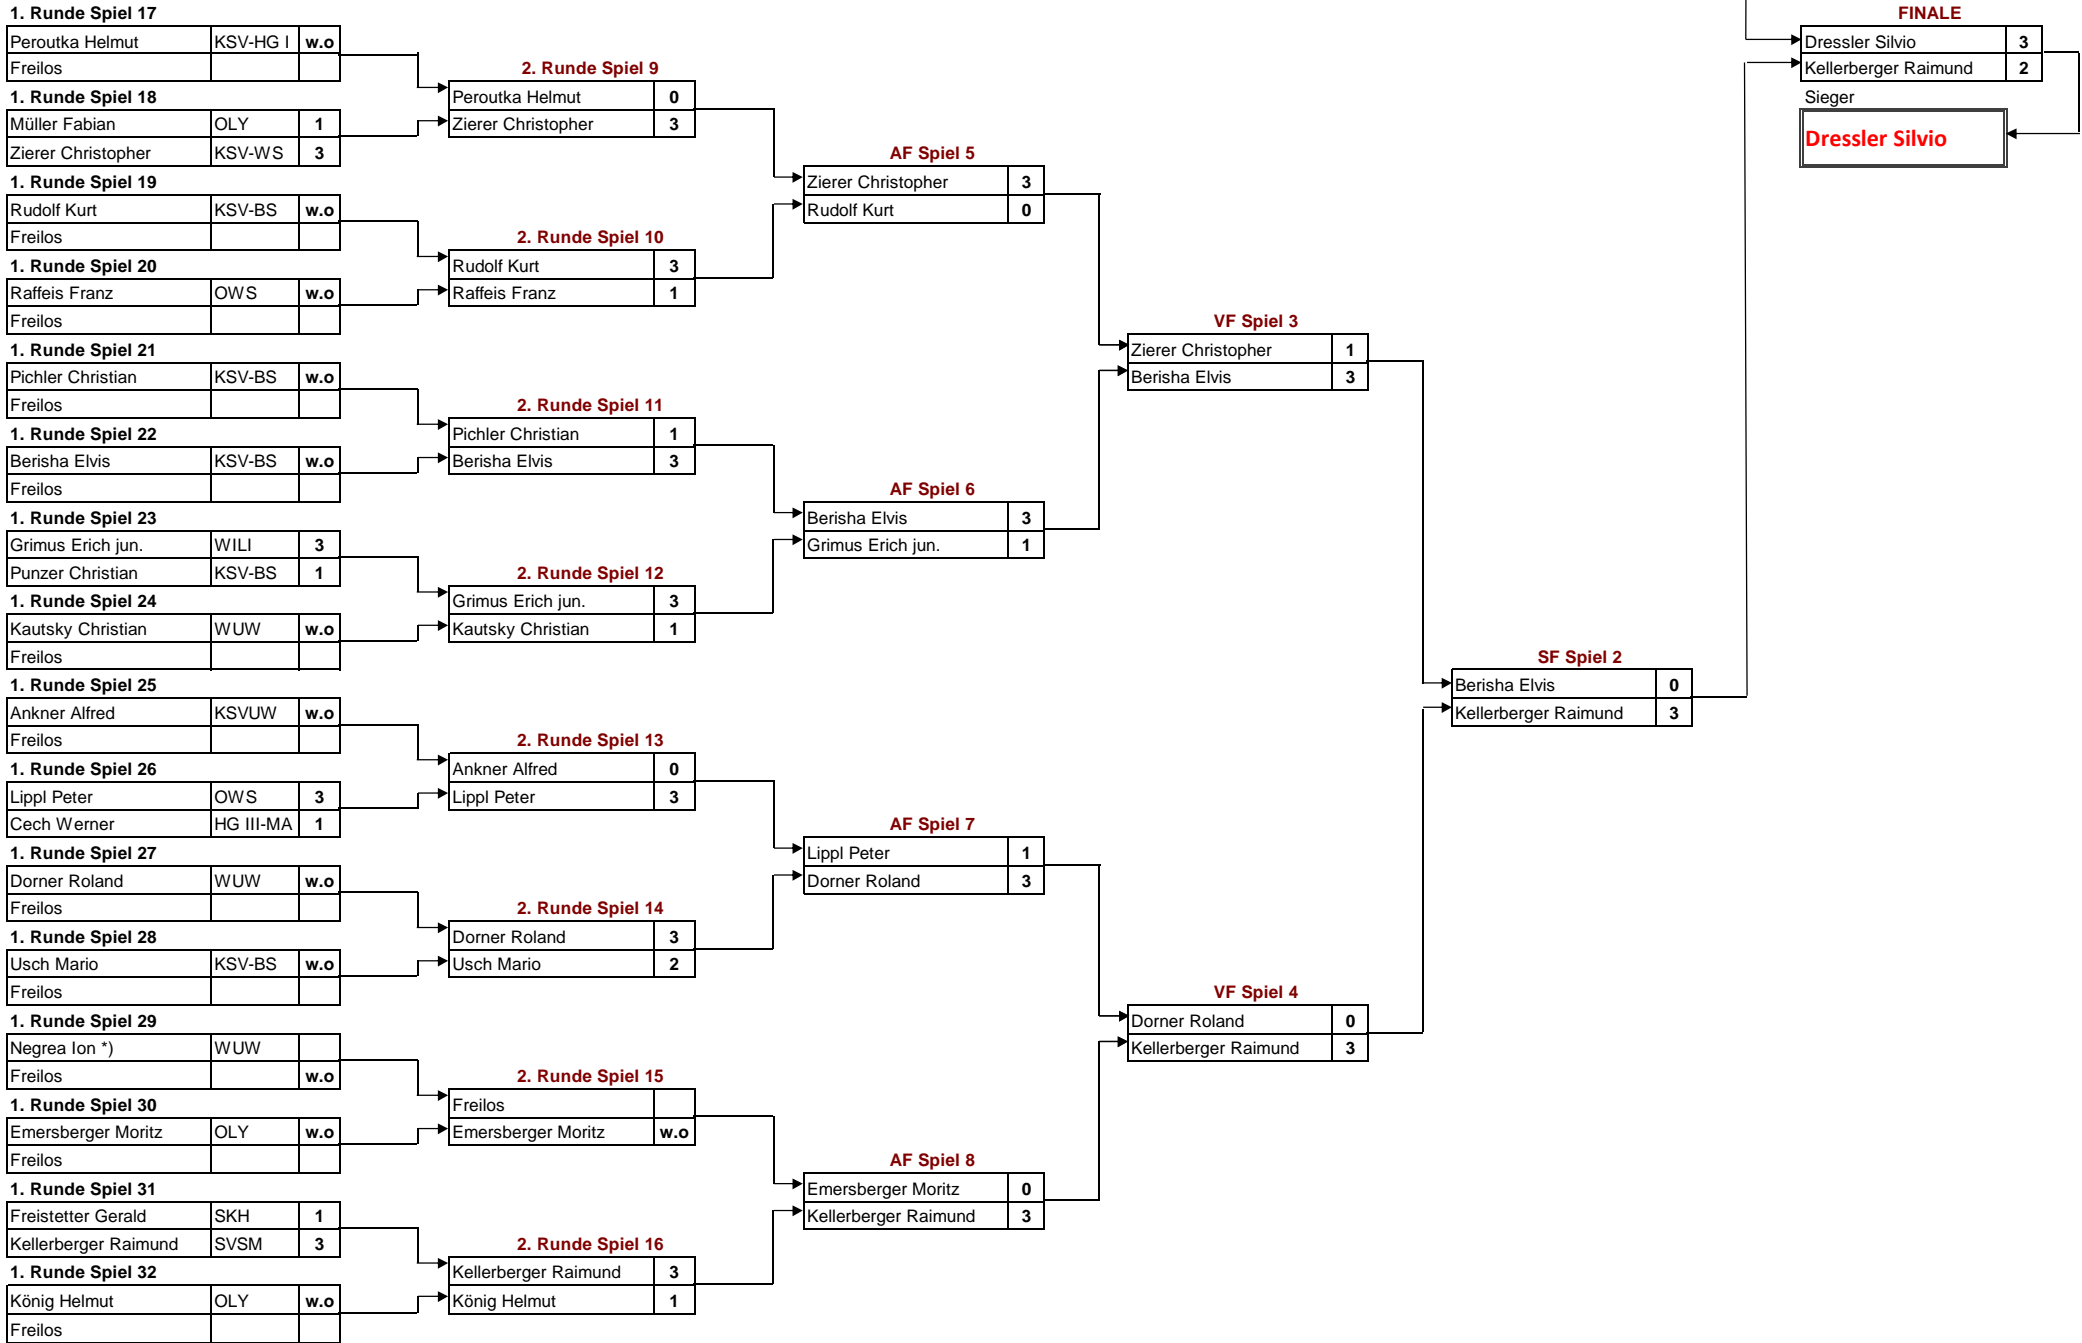 1. Runde Spiel 17
Peroutka Helmut KSV-HG I w.o
Freilos
1. Runde Spiel 18
Müller Fabian OLY 1
Zierer Christopher KSV-WS 3
1. Runde Spiel 19
Rudolf Kurt KSV-BS w.o
Freilos
1. Runde Spiel 20
Raffeis Franz OWS w.o
Freilos
1. Runde Spiel 21
Pichler Christian KSV-BS w.o
Freilos
1. Runde Spiel 22
Berisha Elvis KSV-BS w.o
Freilos
1. Runde Spiel 23
Grimus Erich jun. WILI 3
Punzer Christian KSV-BS 1
1. Runde Spiel 24
Kautsky Christian WUW w.o
Freilos
1. Runde Spiel 25
Ankner Alfred KSVUW w.o
Freilos
1. Runde Spiel 26
Lippl Peter OWS 3
Cech Werner HG III-MA 1
1. Runde Spiel 27
Dorner Roland WUW w.o
Freilos
1. Runde Spiel 28
Usch Mario KSV-BS w.o
Freilos
1. Runde Spiel 29
Negrea Ion *) WUW
Freilos w.o
1. Runde Spiel 30
Emersberger Moritz OLY w.o
Freilos
1. Runde Spiel 31
Freistetter Gerald SKH 1
Kellerberger Raimund SVSM 3
1. Runde Spiel 32
König Helmut OLY w.o
Freilos
2. Runde Spiel 9
Peroutka Helmut 0
Zierer Christopher 3
2. Runde Spiel 10
Rudolf Kurt 3
Raffeis Franz 1
2. Runde Spiel 11
Pichler Christian 1
Berisha Elvis 3
2. Runde Spiel 12
Grimus Erich jun. 3
Kautsky Christian 1
2. Runde Spiel 13
Ankner Alfred 0
Lippl Peter 3
2. Runde Spiel 14
Dorner Roland 3
Usch Mario 2
2. Runde Spiel 15
Freilos
Emersberger Moritz w.o
2. Runde Spiel 16
Kellerberger Raimund 3
König Helmut 1
AF Spiel 5
Zierer Christopher 3
Rudolf Kurt 0
AF Spiel 6
Berisha Elvis 3
Grimus Erich jun. 1
AF Spiel 7
Lippl Peter 1
Dorner Roland 3
AF Spiel 8
Emersberger Moritz 0
Kellerberger Raimund 3
VF Spiel 3
Zierer Christopher 1
Berisha Elvis 3
VF Spiel 4
Dorner Roland 0
Kellerberger Raimund 3
SF Spiel 2
Berisha Elvis 0
Kellerberger Raimund 3
FINALE
Dressler Silvio 3
Kellerberger Raimund 2
Sieger
Dressler Silvio